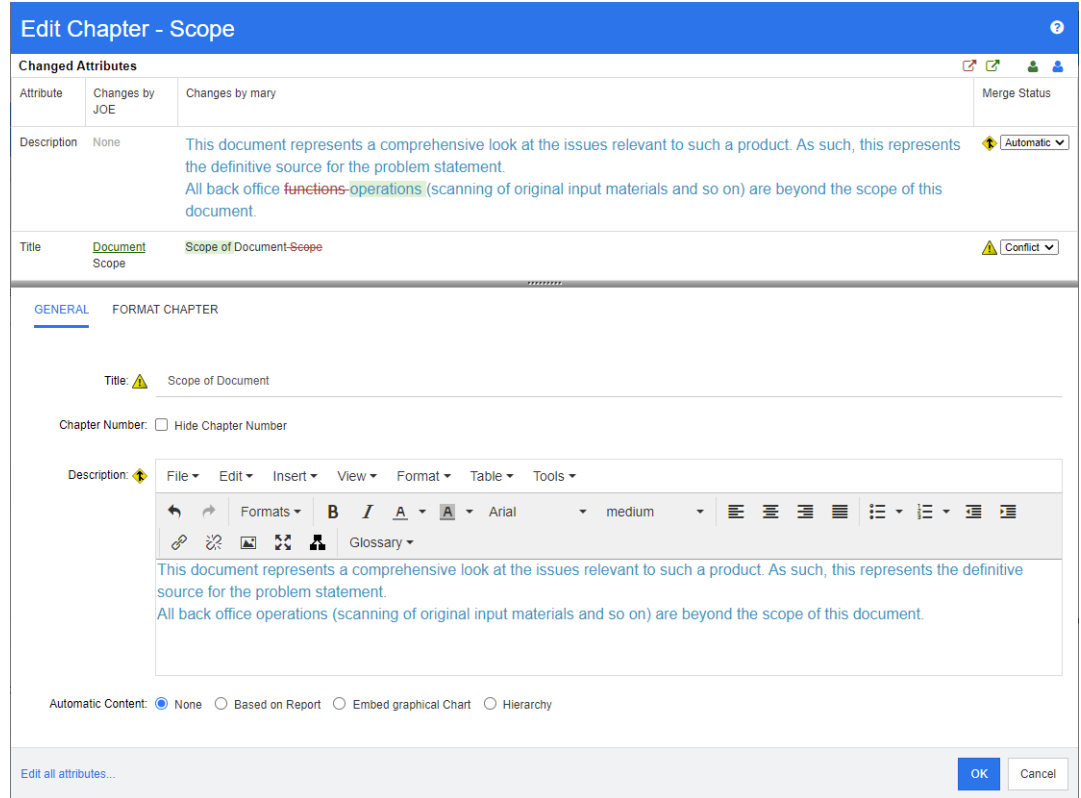 Edit Chapter - Scope
Changed Attributes
Attribute
Changes by
JOE
Changes by mary
Merge Status
Description
None
This document represents a comprehensive look at the issues relevant to such a product. As such, this represents
the definitive source for the problem statement.
All back office functions operations (scanning of original input materials and so on) are beyond the scope of this
document.
Automatic
Title
Document
Scope
Scope of Document Scope
Conflict
GENERAL FORMAT CHAPTER
Title: Scope of Document
Chapter Number: Hide Chapter Number
Description:
File Edit Insert View Format Table Tools
Formats B I A A Arial medium
Glossary
This document represents a comprehensive look at the issues relevant to such a product. As such, this represents the definitive
source for the problem statement.
All back office operations (scanning of original input materials and so on) are beyond the scope of this document.
Automatic Content: None Based on Report Embed graphical Chart Hierarchy
Edit all attributes... OK Cancel